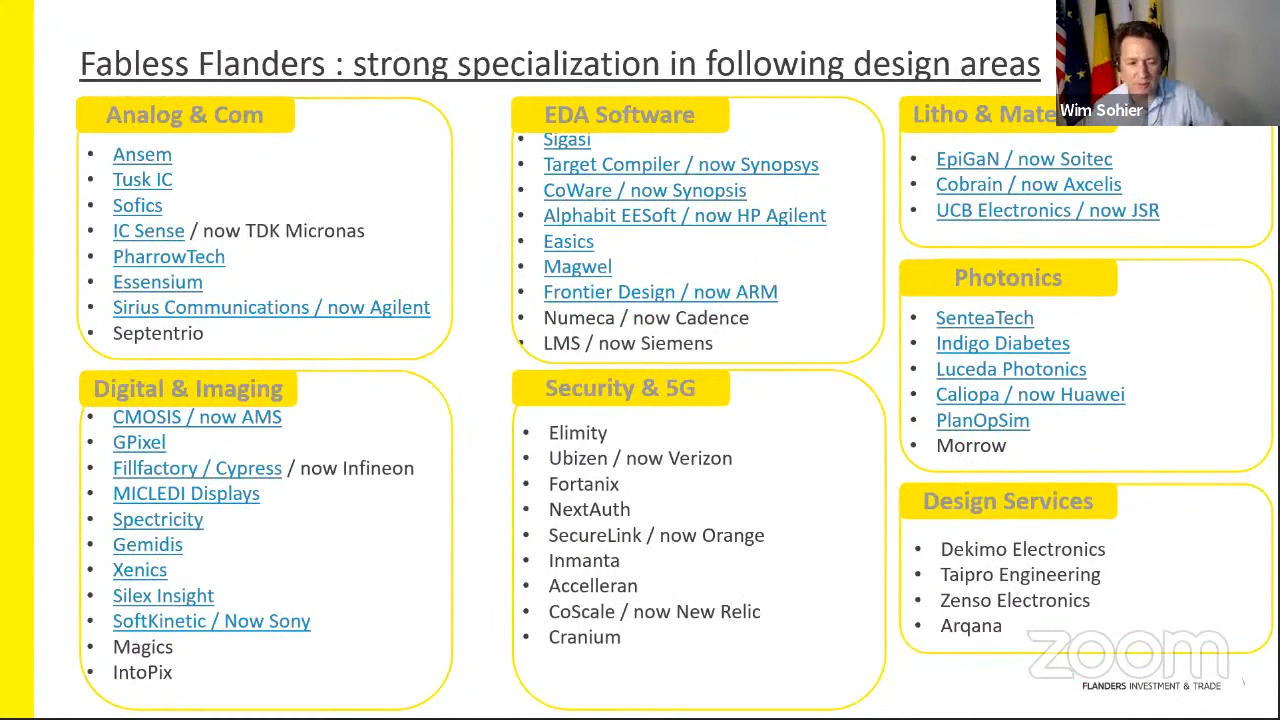 Fabless Flanders : strong specialization in following design areas
Wim Sohier
Analog & Com
Ansem
Tusk IC
Sofics
IC Sense / now TDK Micronas
PharrowTech
Essensium
Sirius Communications / now Agilent
Septentrio
Digital & Imaging
CMOSIS / now AMS
GPixel
Fillfactory / Cypress / now Infineon
MICLEDI Displays
Spectricity
Gemidis
Xenics
Silex Insight
SoftKinetic / Now Sony
Magics
IntoPix
EDA Software
Sigasi
Target Compiler / now Synopsys
CoWare / now Synopsis
Alphabit EESoft / now HP Agilent
Easics
Magwel
Frontier Design / now ARM
Numeca / now Cadence
LMS / now Siemens
Security & 5G
Elimity
Ubizen / now Verizon
Fortanix
NextAuth
SecureLink / now Orange
Inmanta
Accelleran
CoScale / now New Relic
Cranium
Litho & Mate
EpiGaN / now Soitec
Cobrain / now Axcelis
UCB Electronics / now JSR
Photonics
SenteaTech
Indigo Diabetes
Luceda Photonics
Caliopa / now Huawei
PlanOpSim
Morrow
Design Services
Dekimo Electronics
Taipro Engineering
Zenso Electronics
Arqana
zoom
FLANDERS INVESTMENT & TRADE